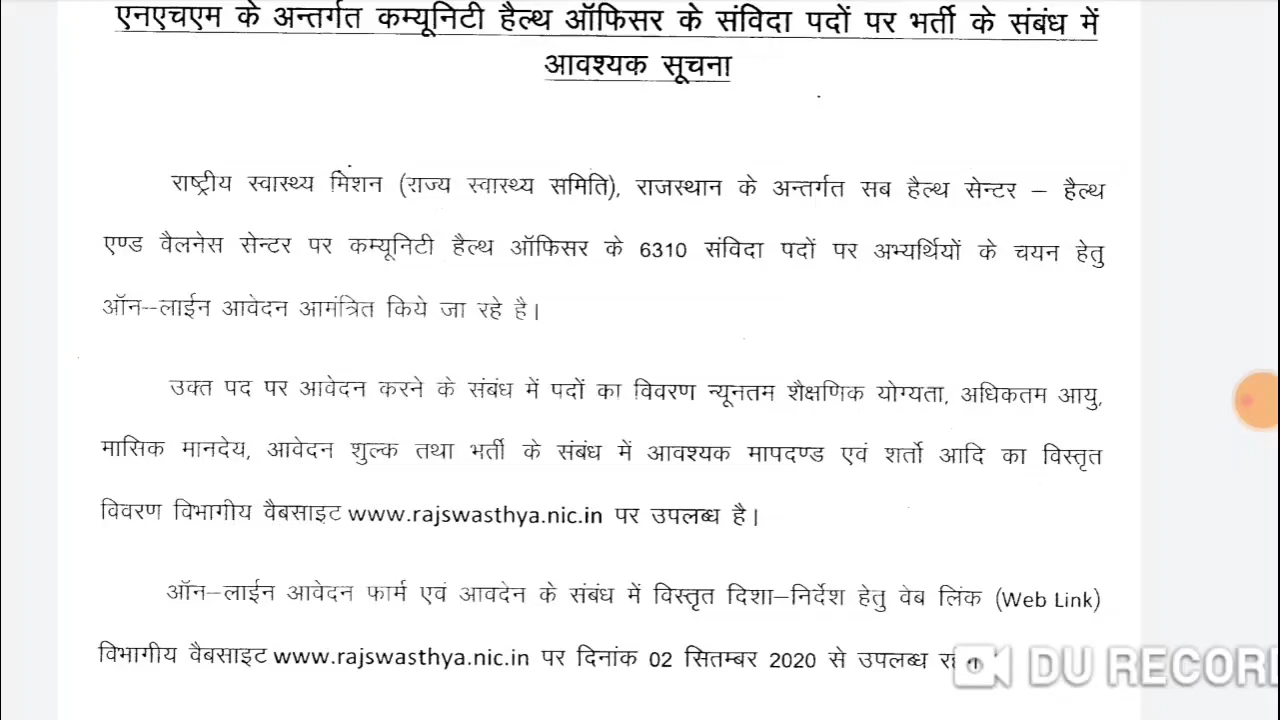 एनएचएम के अन्तर्गत कम्यूनिटी हैल्थ ऑफिसर के संविदा पदों पर भर्ती के संबंध में
आवश्यक सूचना
राष्ट्रीय स्वास्थ्य मिशन (राज्य स्वास्थ्य समिति), राजस्थान के अन्तर्गत सब हैल्थ सेन्टर – हैल्थ
एण्ड वैलनेस सेन्टर पर कम्यूनिटी हैल्थ ऑफिसर के 6310 संविदा पदों पर अभ्यर्थियों के चयन हेतु
ऑन–लाईन आवेदन आमंत्रित किये जा रहे है।
उक्त पद पर आवेदन करने के संबंध में पदों का विवरण न्यूनतम शैक्षणिक योग्यता, अधिकतम आयु,
मासिक मानदेय, आवेदन शुल्क तथा भर्ती के संबंध में आवश्यक मापदण्ड एवं शर्तो आदि का विस्तृत
विवरण विभागीय वैबसाइट www.rajswasthya.nic.in पर उपलब्ध है।
ऑन–लाईन आवेदन फार्म एवं आवदेन के संबंध में विस्तृत दिशा–निर्देश हेतु वेब लिंक (Web Link)
विभागीय वैबसाइट www.rajswasthya.nic.in पर दिनांक 02 सितम्बर 2020 से उपलब्ध
DU RECORD